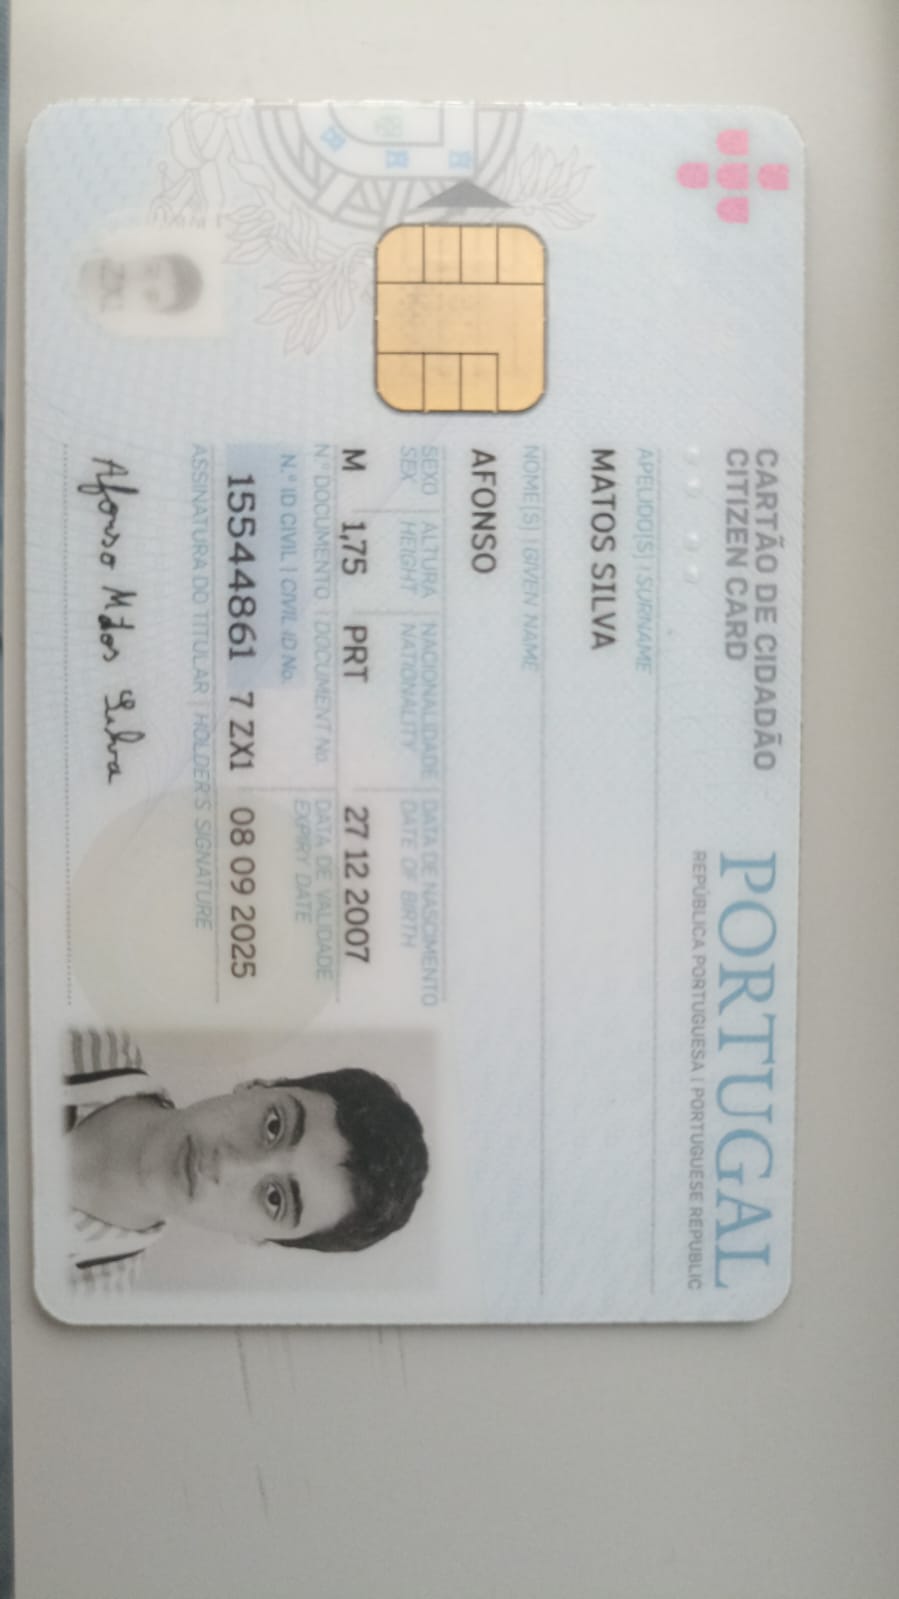 CARTÃO DE CIDADÃO
CITIZEN CARD
PORTUGAL
REPÚBLICA PORTUGUESA | PORTUGUESE REPUBLIC
APELIDO[S] | SURNAME
MATOS SILVA
NOME[S] | GIVEN NAME
AFONSO
SEXO ALTURA NACIONALIDADE DATA DE NASCIMENTO
SEX HEIGHT NATIONALITY DATE OF BIRTH
M 1,75 PRT 27 12 2007
N.º DOCUMENTO | DOCUMENT No. DATA DE VALIDADE
N.º ID CIVIL | CIVIL ID No. EXPIRY DATE
15544861 7 ZX1 08 09 2025
ASSINATURA DO TITULAR | HOLDER'S SIGNATURE
Afonso Matos Silva